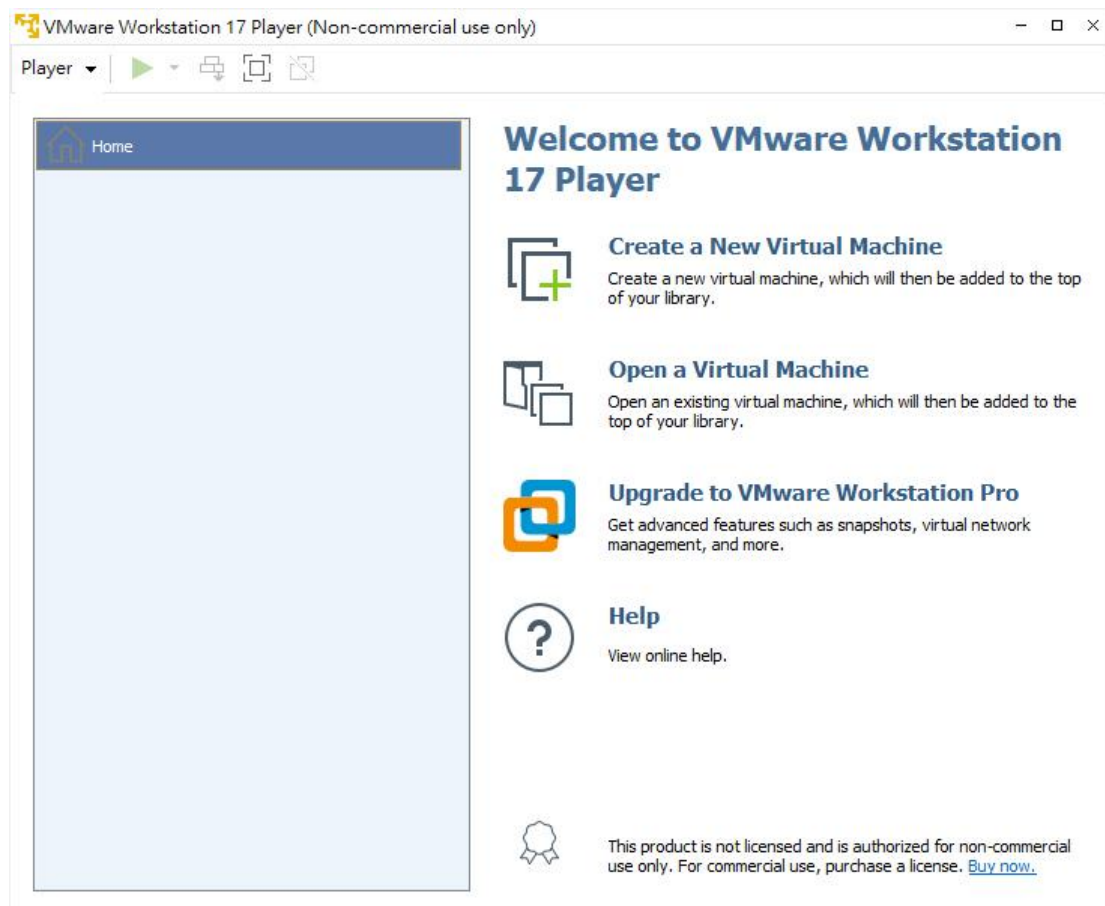 VMware Workstation 17 Player (Non-commercial use only)
Player
Home
Welcome to VMware Workstation
17 Player
Create a New Virtual Machine
Create a new virtual machine, which will then be added to the top
of your library.
Open a Virtual Machine
Open an existing virtual machine, which will then be added to the
top of your library.
Upgrade to VMware Workstation Pro
Get advanced features such as snapshots, virtual network
management, and more.
?
Help
View online help.
This product is not licensed and is authorized for non-commercial
use only. For commercial use, purchase a license. Buy now.